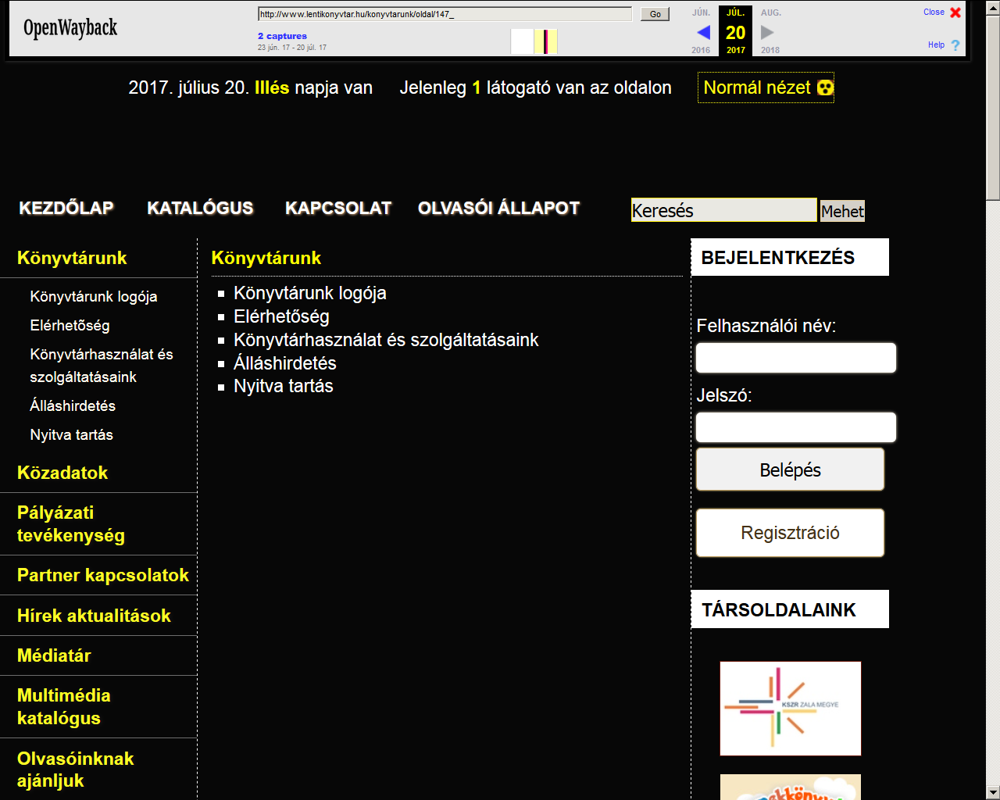 OpenWayback
http://www.lentikonyvtar.hu/konyvtarunk/oldal/147_
Go
JÚN. JÚL. AUG.
Close
2 captures
20
23 jún. 17 - 20 júl. 17
2016 2017 2018
Help ?
2017. július 20. Illés napja van Jelenleg 1 látogató van az oldalon Normál nézet
KEZDŐLAP KATALÓGUS KAPCSOLAT OLVASÓI ÁLLAPOT Keresés Mehet
Könyvtárunk
Könyvtárunk logója
Elérhetőség
Könyvtárhasználat és
szolgáltatásaink
Álláshirdetés
Nyitva tartás
Közadatok
Pályázati
tevékenység
Partner kapcsolatok
Hírek aktualitások
Médiatár
Multimédia
katalógus
Olvasóinknak
ajánljuk
Könyvtárunk
Könyvtárunk logója
Elérhetőség
Könyvtárhasználat és szolgáltatásaink
Álláshirdetés
Nyitva tartás
BEJELENTKEZÉS
Felhasználói név:
Jelszó:
Belépés
Regisztráció
TÁRSOLDALAINK
KSZR ZALA MEGYE